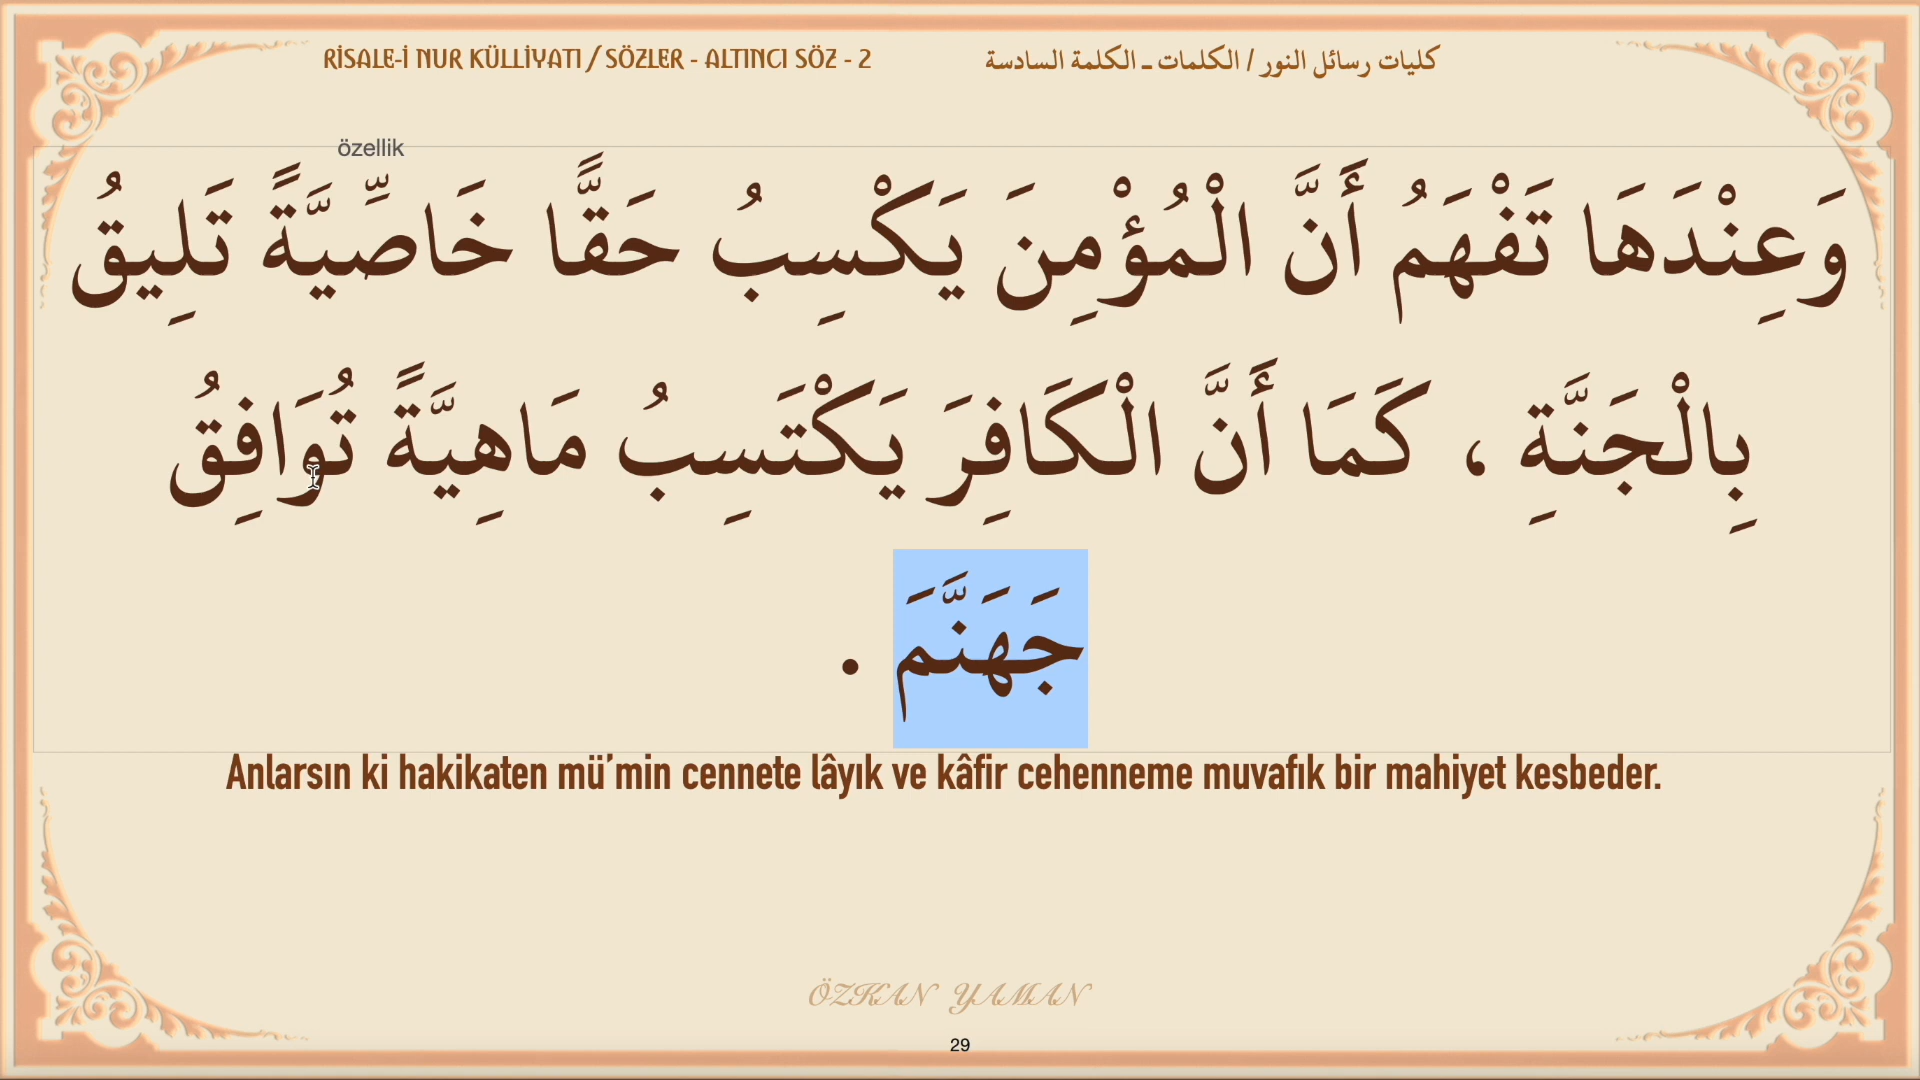 RİSALE-İ NUR KÜLLİYATI / SÖZLER - ALTINCI SÖZ - 2
كليات رسائل النور / الكلمات ـ الكلمة السادسة
özellik
وَعِنْدَهَا تَفْهَمُ أَنَّ الْمُؤْمِنَ يَكْسِبُ حَقًّا خَاصِّيَّةً تَلِيقُ
بِالْجَنَّةِ ، كَمَا أَنَّ الْكَافِرَ يَكْتَسِبُ مَاهِيَّةً تُوَافِقُ
جَهَنَّمَ .
Anlarsın ki hakikaten mü’min cennete lâyık ve kâfir cehenneme muvafık bir mahiyet kesbeder.
ÖZKAN YAMAN
29